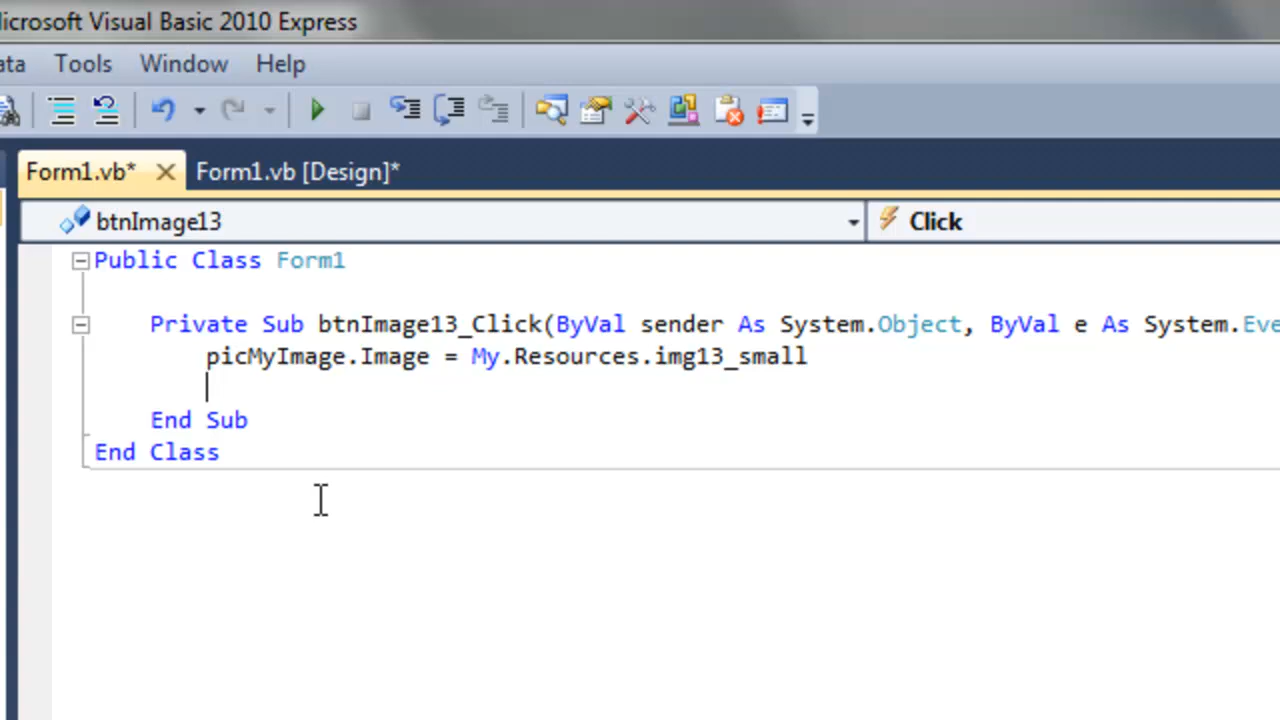 icrosoft Visual Basic 2010 Express
ata Tools Window Help
Form1.vb* Form1.vb [Design]*
btnImage13 Click
Public Class Form1
Private Sub btnImage13_Click(ByVal sender As System.Object, ByVal e As System.Eve
picMyImage.Image = My.Resources.img13_small
End Sub
End Class